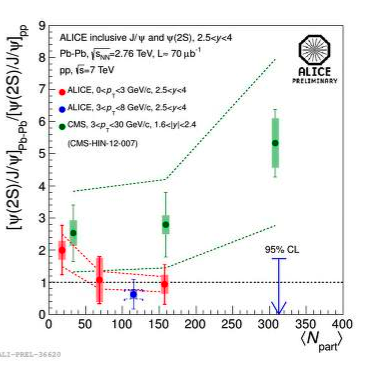 ALICE inclusive J/ψ and ψ(2S), 2.5<y<4
Pb-Pb, √sNN=2.76 TeV, L= 70 μb-1
pp, √s=7 TeV
ALICE, 0<pT<3 GeV/c, 2.5<y<4
ALICE, 3<pT<8 GeV/c, 2.5<y<4
CMS, 3<pT<30 GeV/c, 1.6<|y|<2.4
(CMS-HIN-12-007)
ALICE
PRELIMINARY
[ψ(2S)/J/ψ]Pb-Pb/[ψ(2S)/J/ψ]pp
9
8
7
6
5
4
3
2
1
0
95% CL
0 50 100 150 200 250 300 350 400
⟨Npart⟩
ALI-PREL-36620